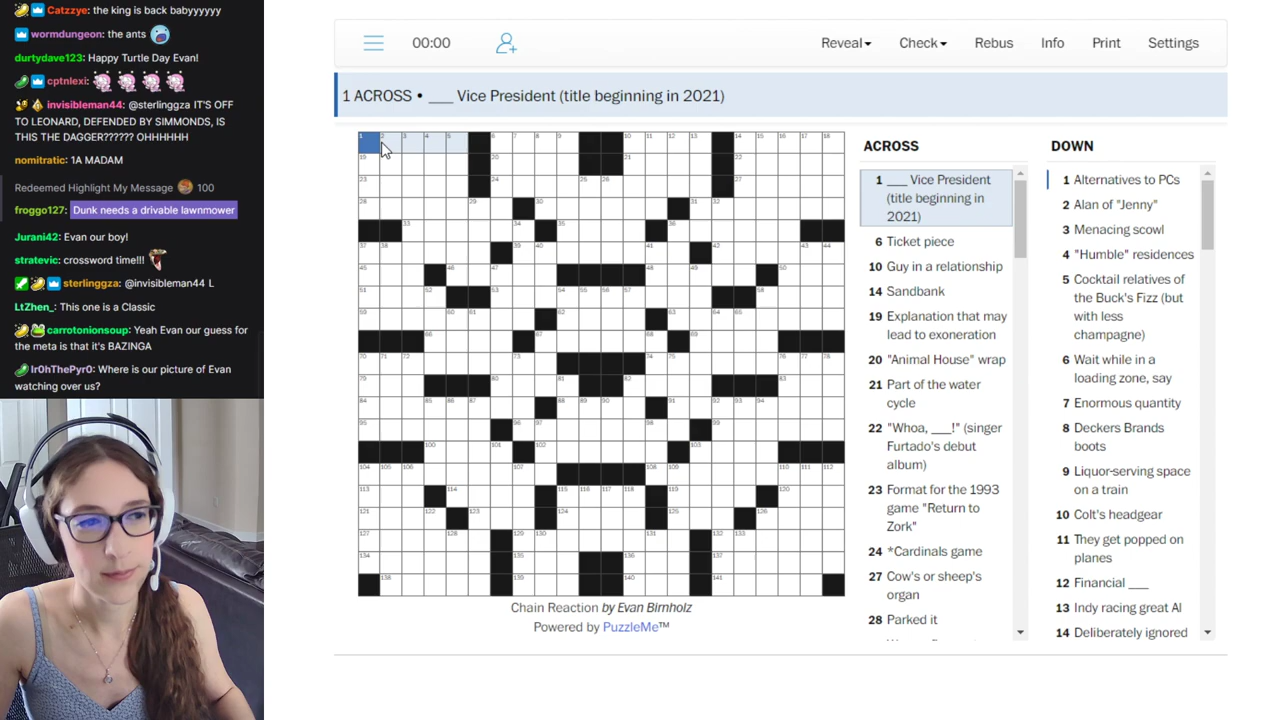 Catzzye: the king is back babyyyyyy
wormdungeon: the ants
durtydave123: Happy Turtle Day Evan!
cptnlexi:
invisibleman44: @sterlinggza IT'S OFF
TO LEONARD, DEFENDED BY SIMMONDS, IS
THIS THE DAGGER?????? OHHHHHH
nomitratic: 1A MADAM
Redeemed Highlight My Message 100
froggo127: Dunk needs a drivable lawnmower
Jurani42: Evan our boy!
stratevic: crossword time!!!
sterlinggza: @invisibleman44 L
LtZhen_: This one is a Classic
carrotonionsoup: Yeah Evan our guess for
the meta is that it's BAZINGA
Ir0hThePyr0: Where is our picture of Evan
watching over us?
00:00
Reveal
Check
Rebus
Info
Print
Settings
1 ACROSS • ___ Vice President (title beginning in 2021)
ACROSS
1 ___ Vice President
(title beginning in
2021)
6 Ticket piece
10 Guy in a relationship
14 Sandbank
19 Explanation that may
lead to exoneration
20 "Animal House" wrap
21 Part of the water
cycle
22 "Whoa, ___!" (singer
Furtado's debut
album)
23 Format for the 1993
game "Return to
Zork"
24 *Cardinals game
27 Cow's or sheep's
organ
28 Parked it
DOWN
1 Alternatives to PCs
2 Alan of "Jenny"
3 Menacing scowl
4 "Humble" residences
5 Cocktail relatives of
the Buck's Fizz (but
with less
champagne)
6 Wait while in a
loading zone, say
7 Enormous quantity
8 Deckers Brands
boots
9 Liquor-serving space
on a train
10 Colt's headgear
11 They get popped on
planes
12 Financial ___
13 Indy racing great Al
14 Deliberately ignored
Chain Reaction by Evan Birnholz
Powered by PuzzleMe™